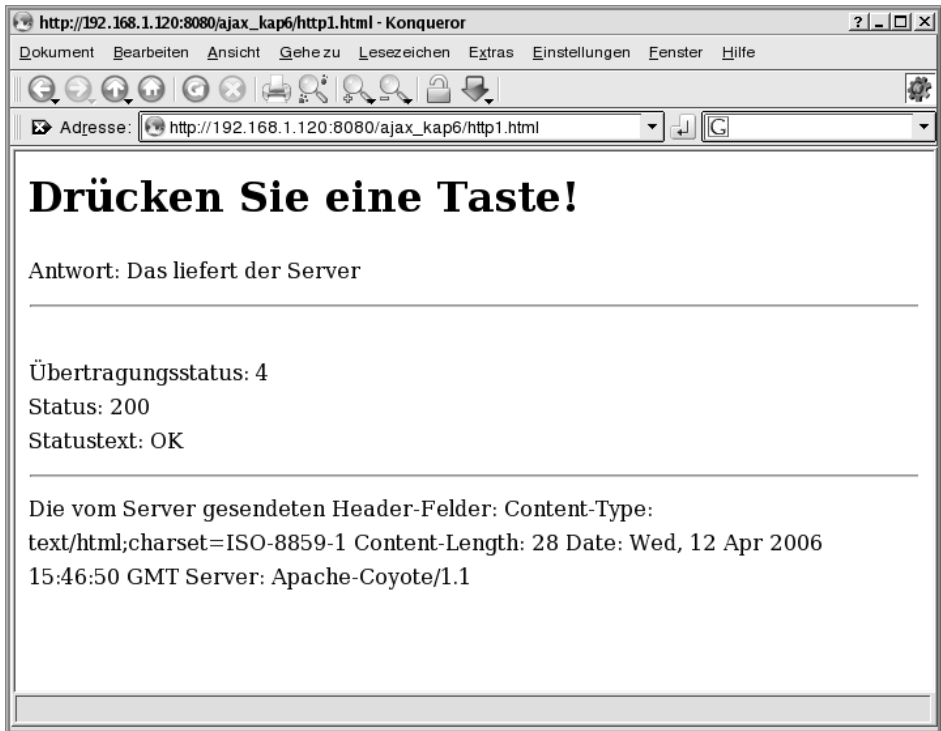 http://192.168.1.120:8080/ajax_kap6/http1.html - Konqueror
Dokument Bearbeiten Ansicht Gehe zu Lesezeichen Extras Einstellungen Fenster Hilfe
Adresse: http://192.168.1.120:8080/ajax_kap6/http1.html G
Drücken Sie eine Taste!
Antwort: Das liefert der Server
Übertragungsstatus: 4
Status: 200
Statustext: OK
Die vom Server gesendeten Header-Felder: Content-Type:
text/html;charset=ISO-8859-1 Content-Length: 28 Date: Wed, 12 Apr 2006
15:46:50 GMT Server: Apache-Coyote/1.1